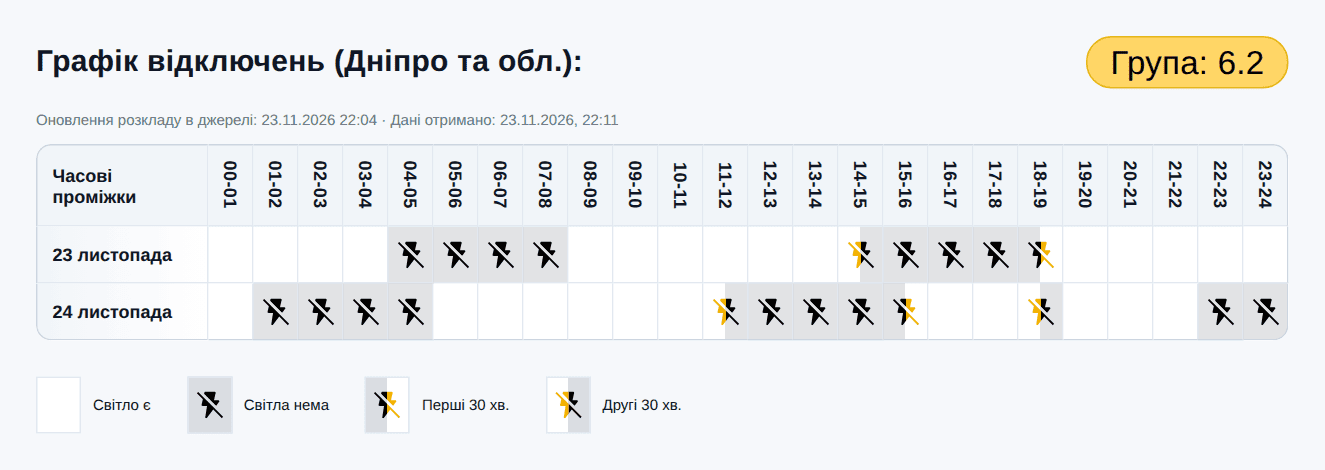 Графік відключень (Дніпро та обл.):
Група: 6.2
Оновлення розкладу в джерелі: 23.11.2026 22:04 · Дані отримано: 23.11.2026, 22:11
Часові
проміжки
00-01
01-02
02-03
03-04
04-05
05-06
06-07
07-08
08-09
09-10
10-11
11-12
12-13
13-14
14-15
15-16
16-17
17-18
18-19
19-20
20-21
21-22
22-23
23-24
23 листопада
24 листопада
Світло є
Світла нема
Перші 30 хв.
Другі 30 хв.